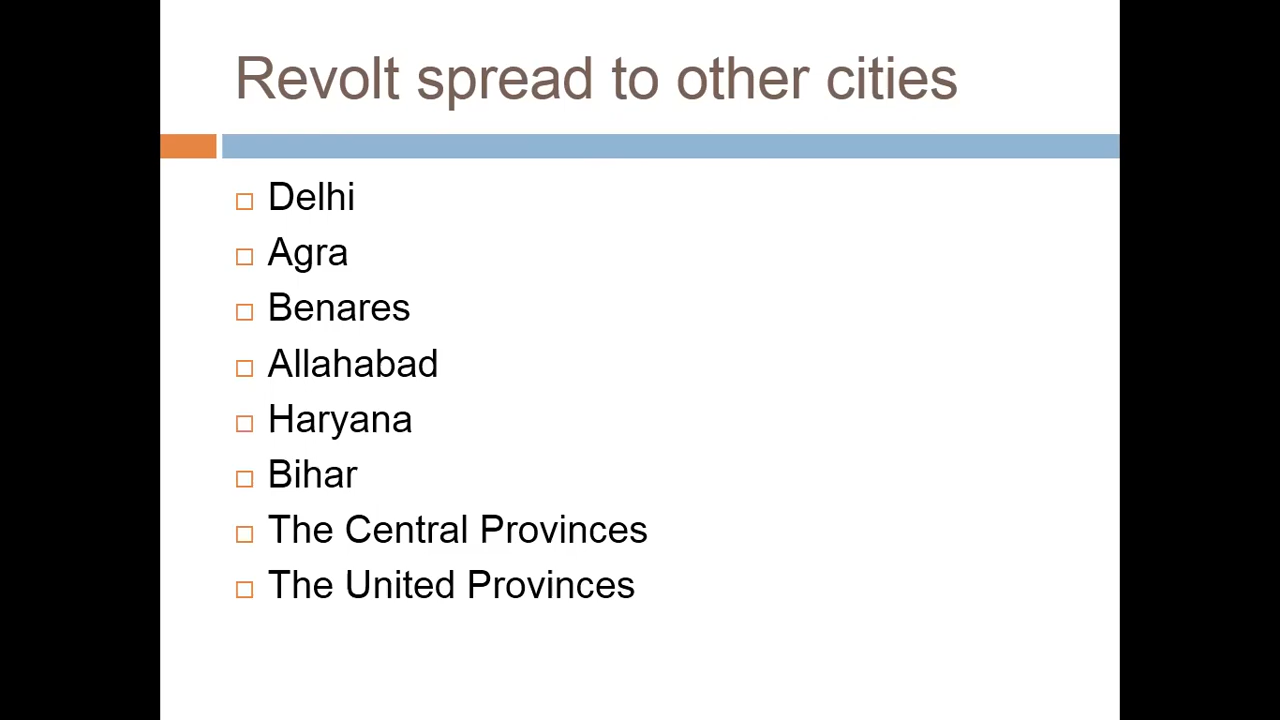 Revolt spread to other cities
Delhi
Agra
Benares
Allahabad
Haryana
Bihar
The Central Provinces
The United Provinces